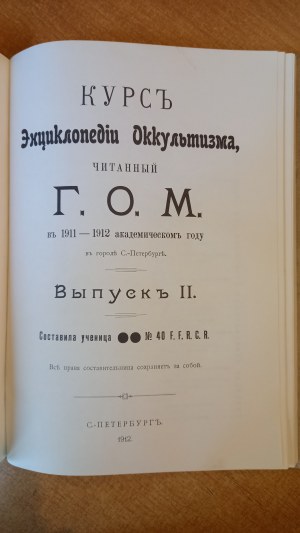 КУРСЪ
Энциклопедіи Оккультизма,
ЧИТАННЫЙ
Г. О. М.
въ 1911 — 1912 академическомъ году
въ городѣ С.-Петербургѣ.
Выпускъ II.
Составила ученица ●● № 40 F. F. R. C. R.
Всѣ права составительница сохраняетъ за собой.
С.-ПЕТЕРБУРГЪ.
1912.